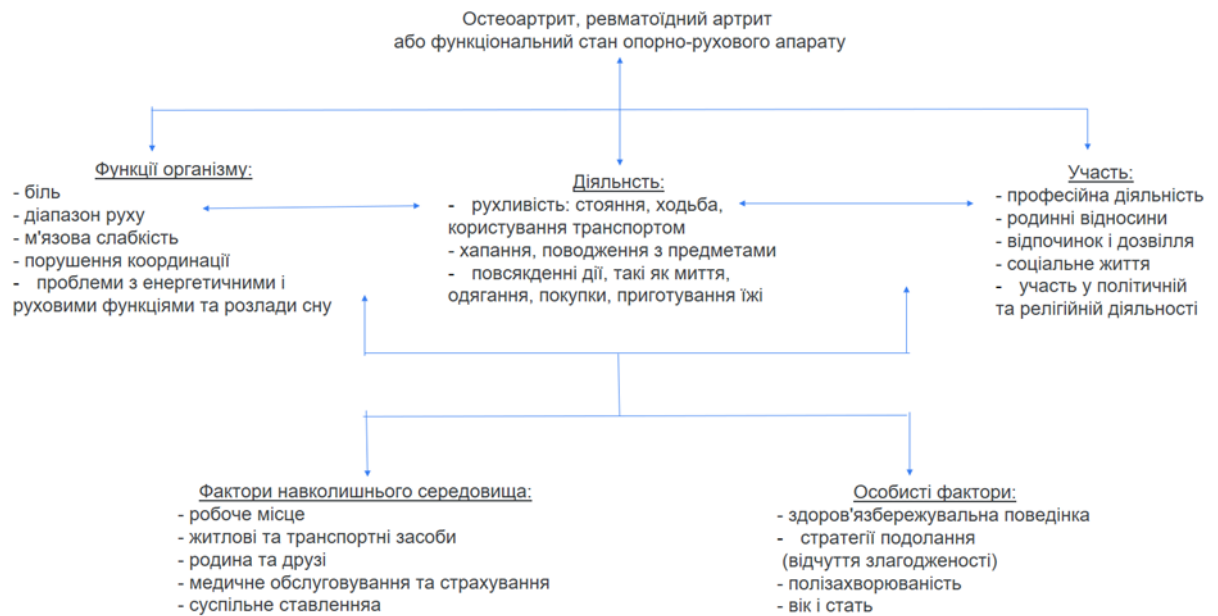 Остеоартрит, ревматоїдний артрит
або функціональний стан опорно-рухового апарату
Функції організму:
- біль
- діапазон руху
- м'язова слабкість
- порушення координації
- проблеми з енергетичними і
руховими функціями та розлади сну
Діяльнсть:
- рухливість: стояння, ходьба,
користування транспортом
- хапання, поводження з предметами
- повсякденні дії, такі як миття,
одягання, покупки, приготування їжі
Участь:
- професійна діяльність
- родинні відносини
- відпочинок і дозвілля
- соціальне життя
- участь у політичній
та релігійній діяльності
Фактори навколишнього середовища:
- робоче місце
- житлові та транспортні засоби
- родина та друзі
- медичне обслуговування та страхування
- суспільне ставленняа
Особисті фактори:
- здоров'язбережувальна поведінка
- стратегії подолання
(відчуття злагодженості)
- полізахворюваність
- вік і стать